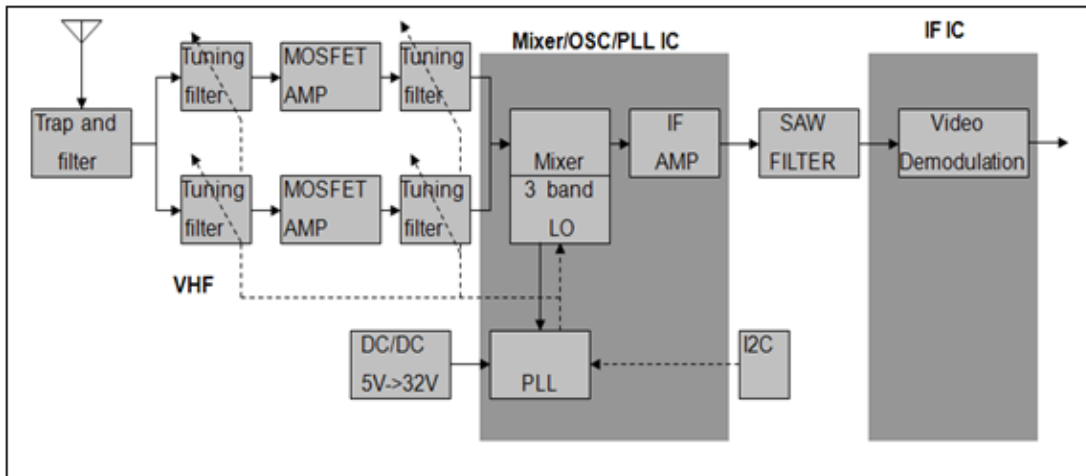 Mixer/OSC/PLL IC
IF IC
Trap and
filter
Tuning
filter
MOSFET
AMP
Tuning
filter
Tuning
filter
MOSFET
AMP
Tuning
filter
VHF
Mixer
3 band
LO
IF
AMP
SAW
FILTER
Video
Demodulation
DC/DC
5V->32V
PLL
I2C